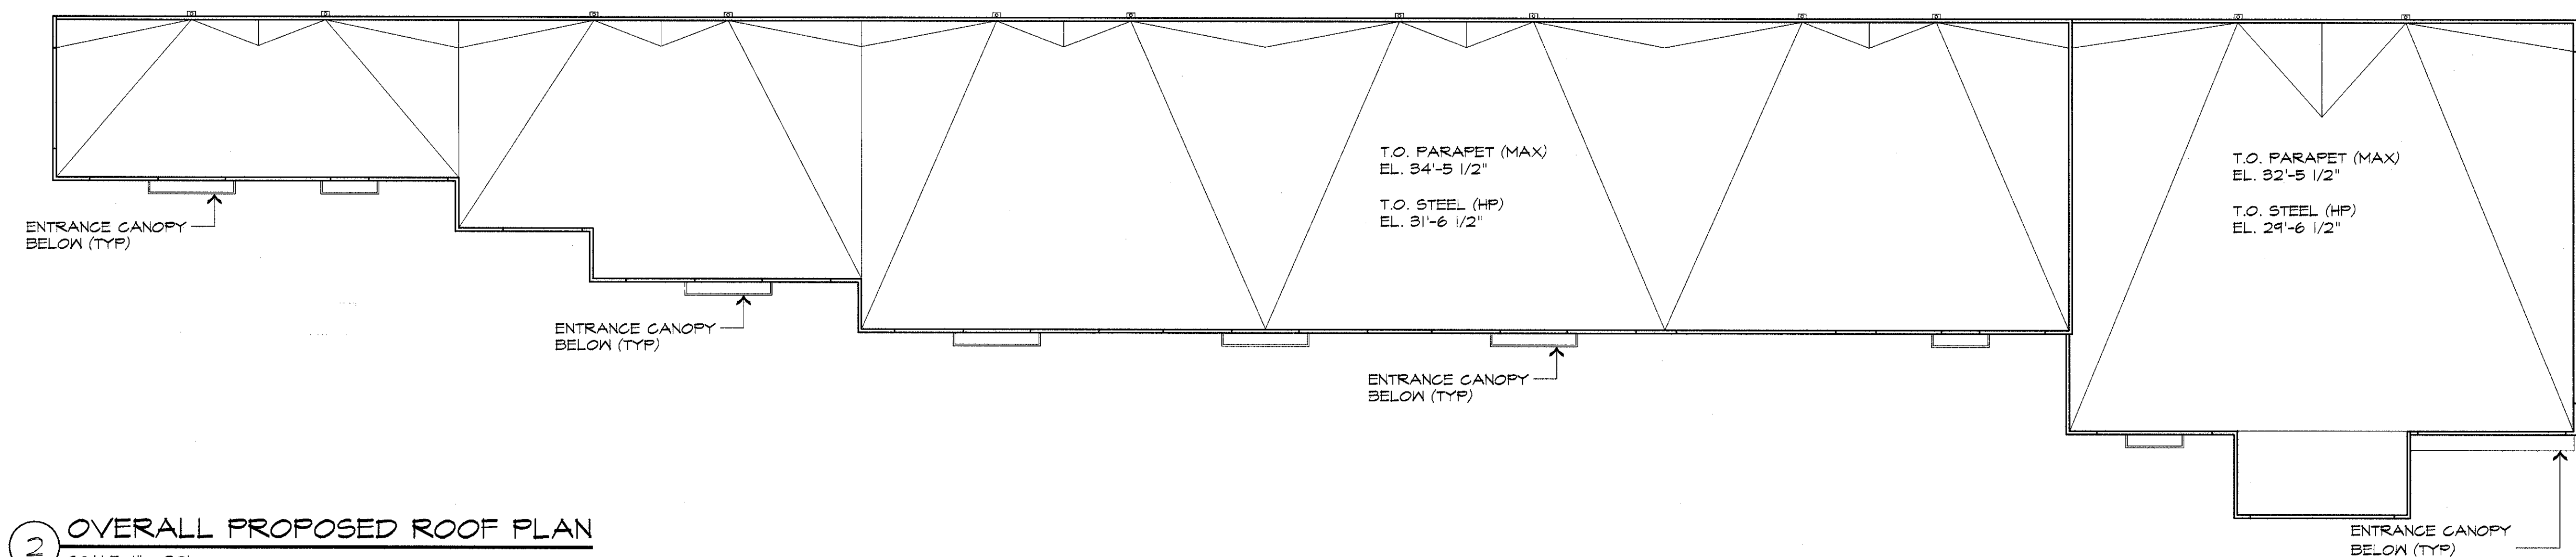 T.O. PARAPET (MAX)
EL. 34'-5 1/2"
T.O. STEEL (HP)
EL. 31'-6 1/2"
T.O. PARAPET (MAX)
EL. 32'-5 1/2"
T.O. STEEL (HP)
EL. 29'-6 1/2"
ENTRANCE CANOPY
BELOW (TYP)
ENTRANCE CANOPY
BELOW (TYP)
ENTRANCE CANOPY
BELOW (TYP)
ENTRANCE CANOPY
BELOW (TYP)
2
OVERALL PROPOSED ROOF PLAN